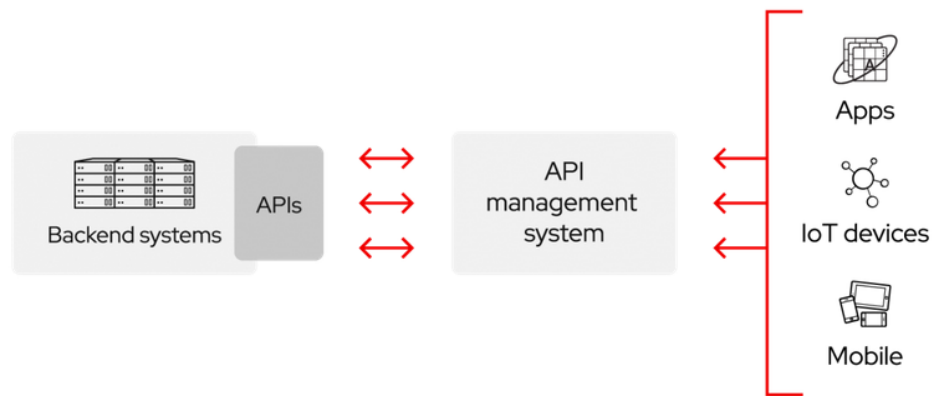 Backend systems
APIs
API
management
system
A
Apps
IoT devices
Mobile